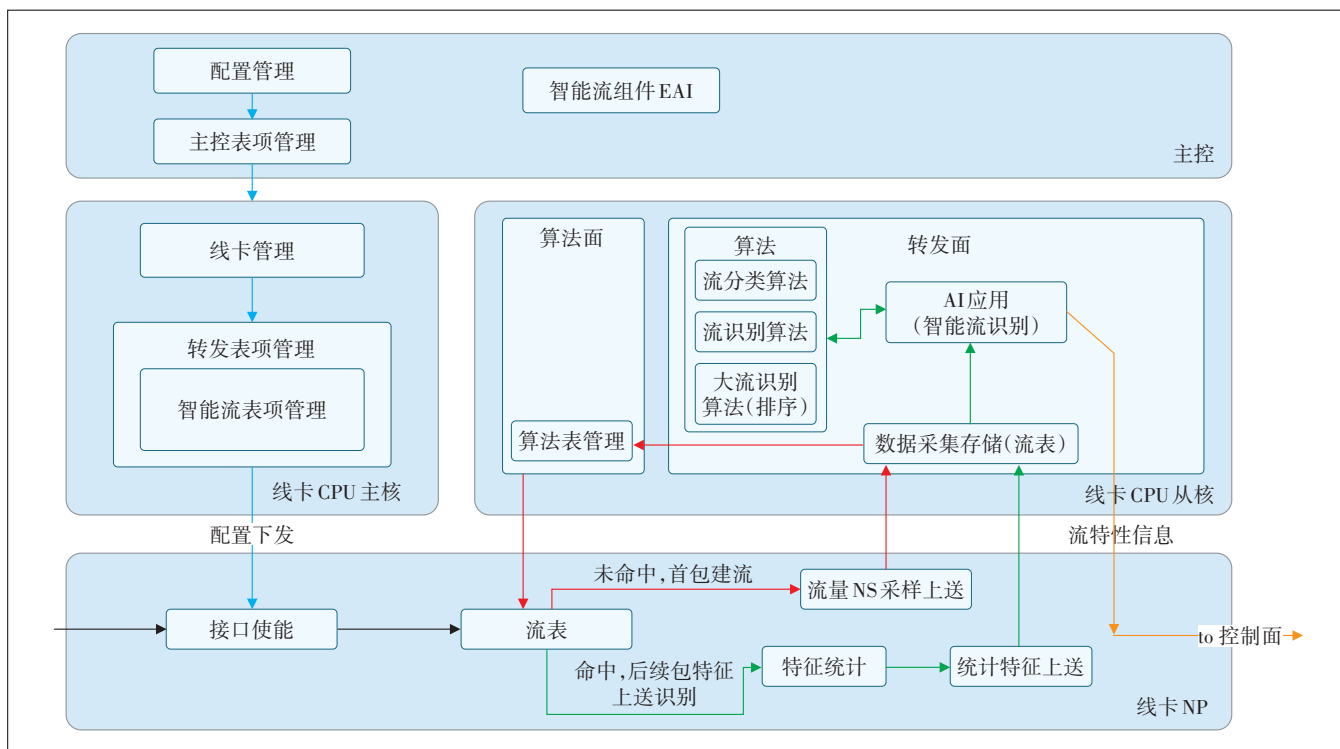 配置管理
智能流组件EAI
主控表项管理
主控
线卡管理
转发表项管理
智能流表项管理
线卡CPU主核
算法面
算法
转发面
流分类算法
AI应用
(智能流识别)
流识别算法
大流识别
算法(排序)
算法表管理
数据采集存储(流表)
线卡CPU从核
配置下发
流特性信息
未命中,首包建流
流量NS采样上送
接口使能
流表
to 控制面
命中,后续包特征
上送识别
特征统计
统计特征上送
线卡NP